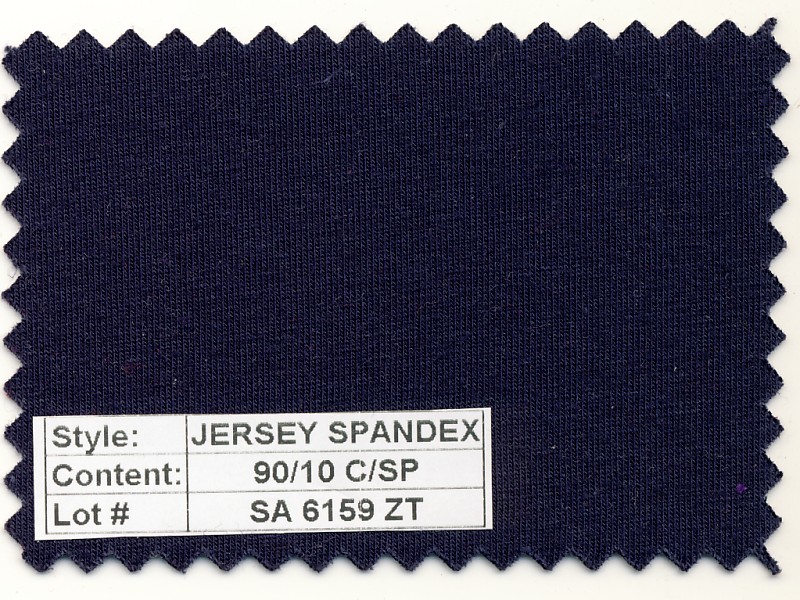 Style: JERSEY SPANDEX
Content: 90/10 C/SP
Lot # SA 6159 ZT